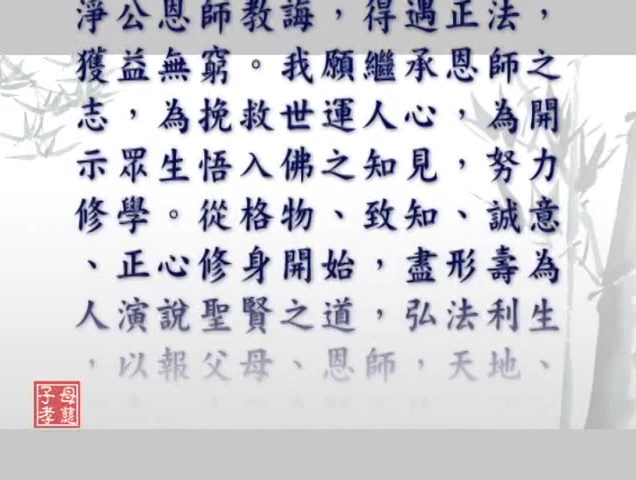 淨公恩師教誨，得遇正法，
獲益無窮。我願繼承恩師之
志，為挽救世運人心，為開
示眾生悟入佛之知見，努力
修學。從格物、致知、誠意
、正心修身開始，盡形壽為
人演說聖賢之道，弘法利生
，以報父母、恩師，天地、
母慈
子孝